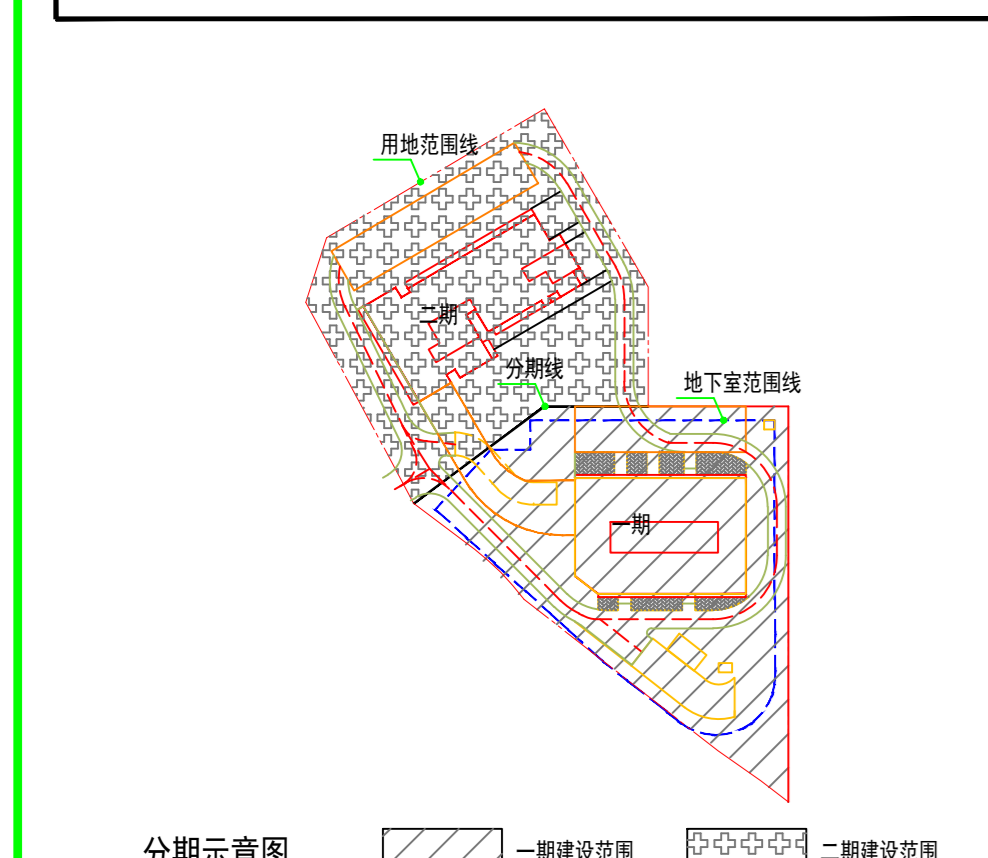 用地范围线
二期
分期线
地下室范围线
一期
分期示意图
一期建设范围
二期建设范围